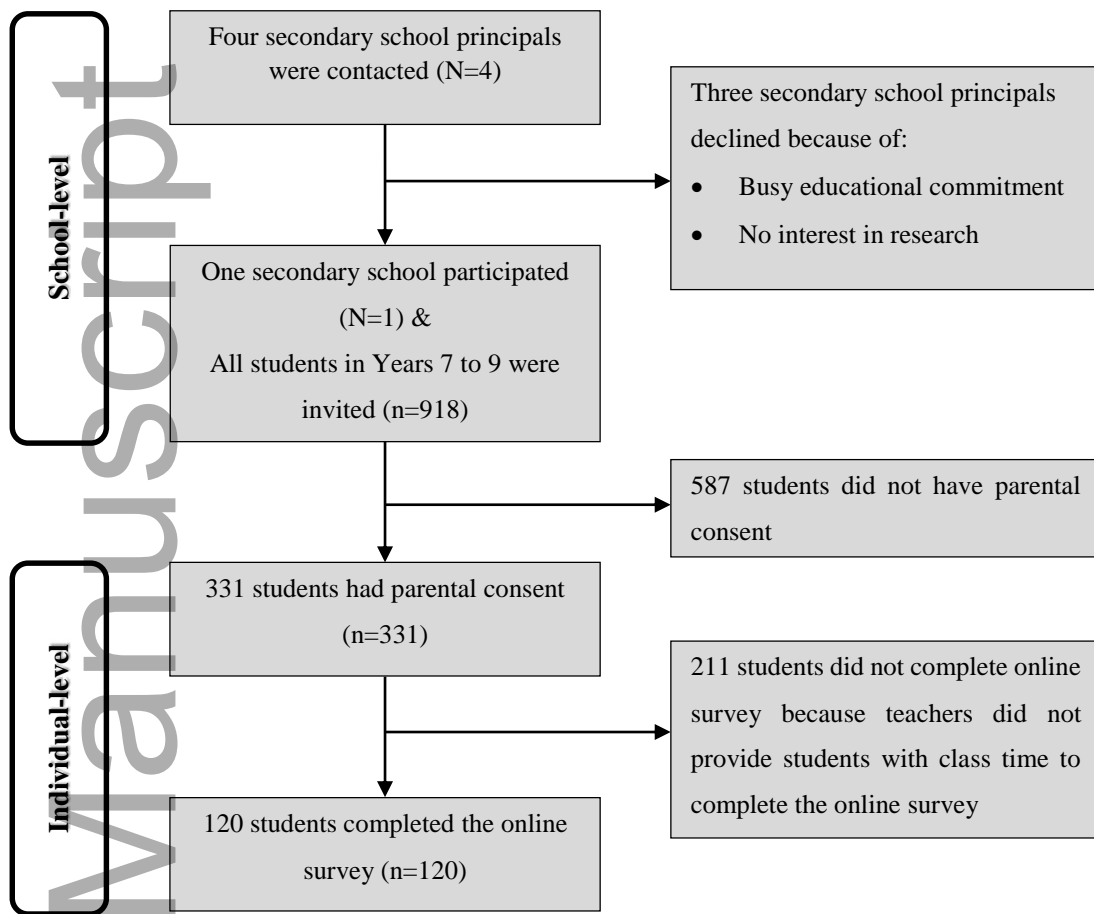 Four secondary school principals
were contacted (N=4)
Three secondary school principals
declined because of:
• Busy educational commitment
• No interest in research
School-level
One secondary school participated
(N=1) &
All students in Years 7 to 9 were
invited (n=918)
587 students did not have parental
consent
331 students had parental consent
(n=331)
211 students did not complete online
survey because teachers did not
provide students with class time to
complete the online survey
Individual-level
120 students completed the online
survey (n=120)
Manuscript